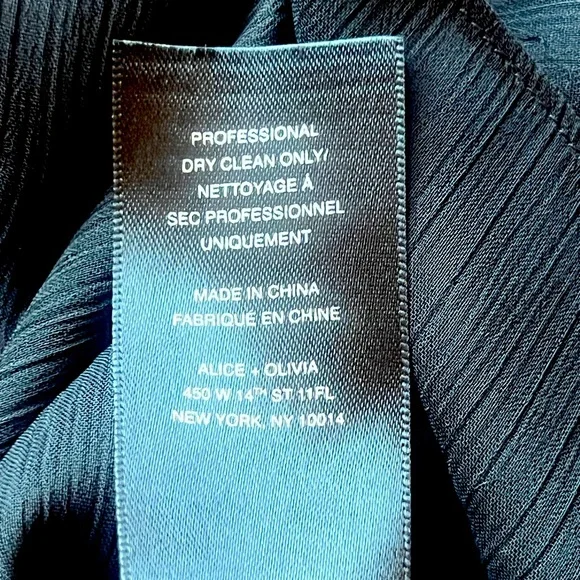 PROFESSIONAL
DRY CLEAN ONLY/
NETTOYAGE À
SEC PROFESSIONNEL
UNIQUEMENT
MADE IN CHINA
FABRIQUE EN CHINE
ALICE + OLIVIA
450 W 14TH ST 11FL
NEW YORK, NY 10014